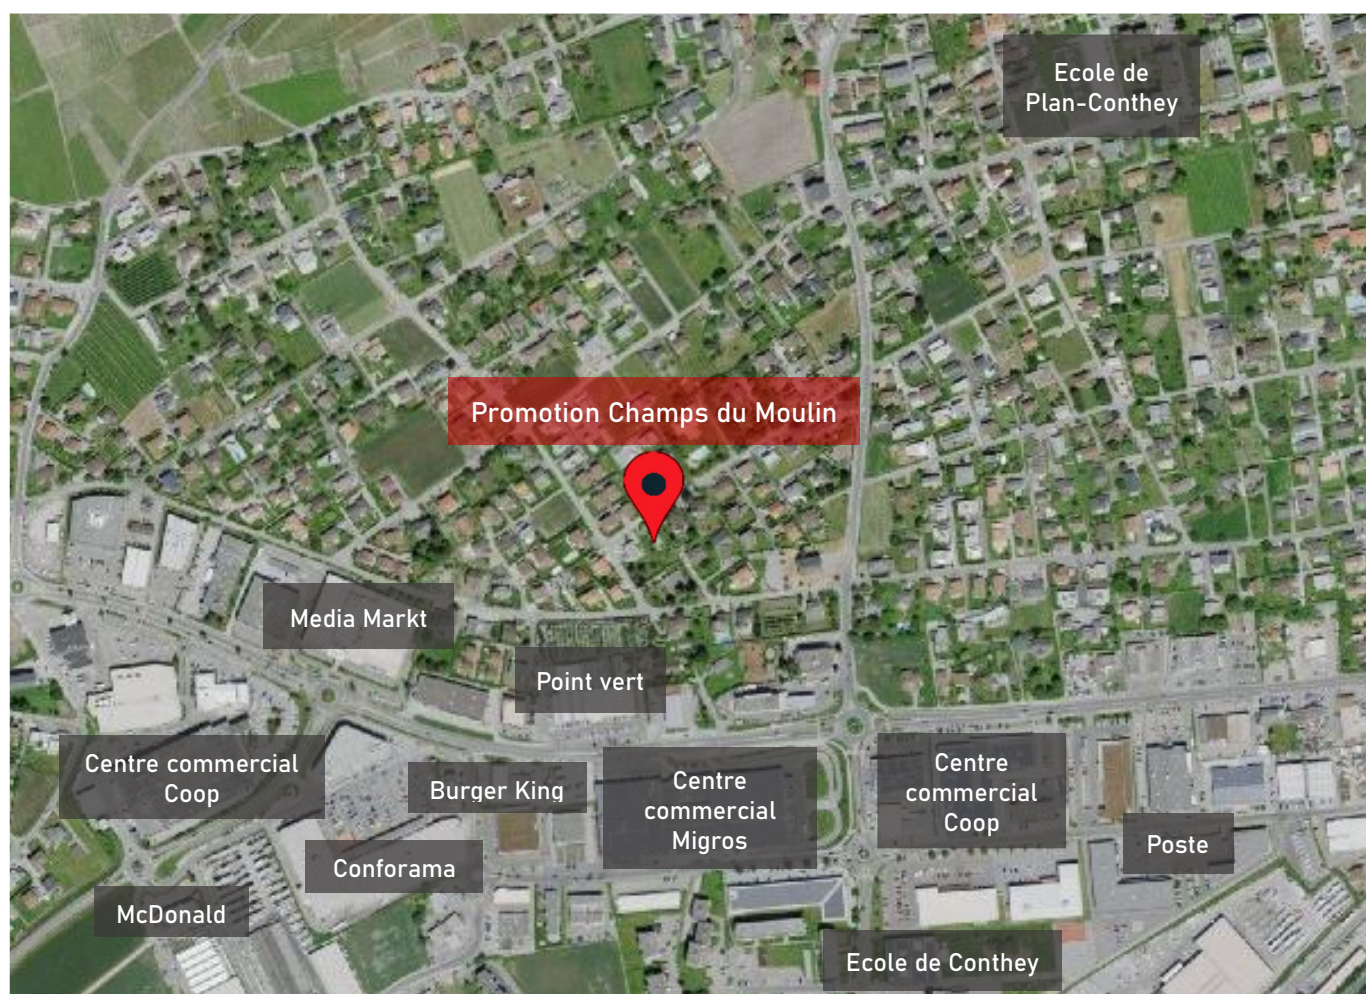 Ecole de
Plan-Conthey
Promotion Champs du Moulin
Media Markt
Point vert
Centre commercial
Coop
Burger King
Centre
commercial
Migros
Centre
commercial
Coop
Conforama
Poste
McDonald
Ecole de Conthey